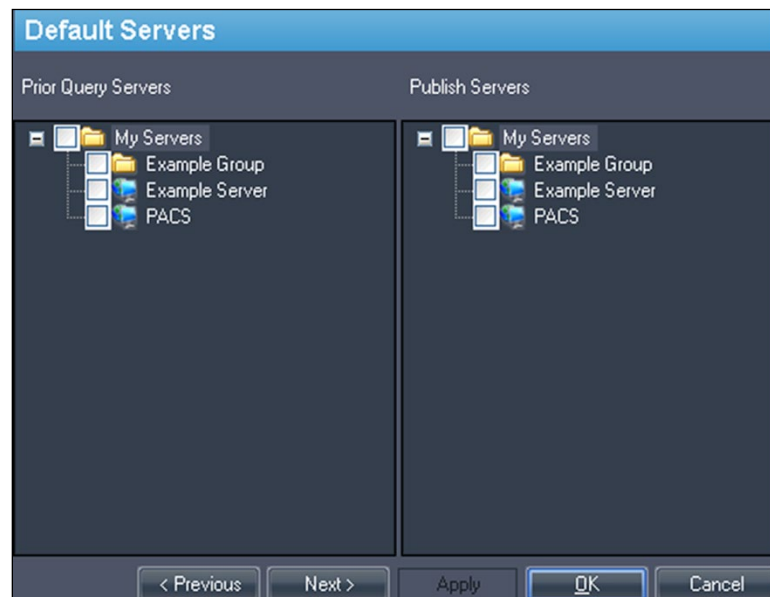 Default Servers
Prior Query Servers
My Servers
Example Group
Example Server
PACS
Publish Servers
My Servers
Example Group
Example Server
PACS
< Previous
Next >
Apply
OK
Cancel